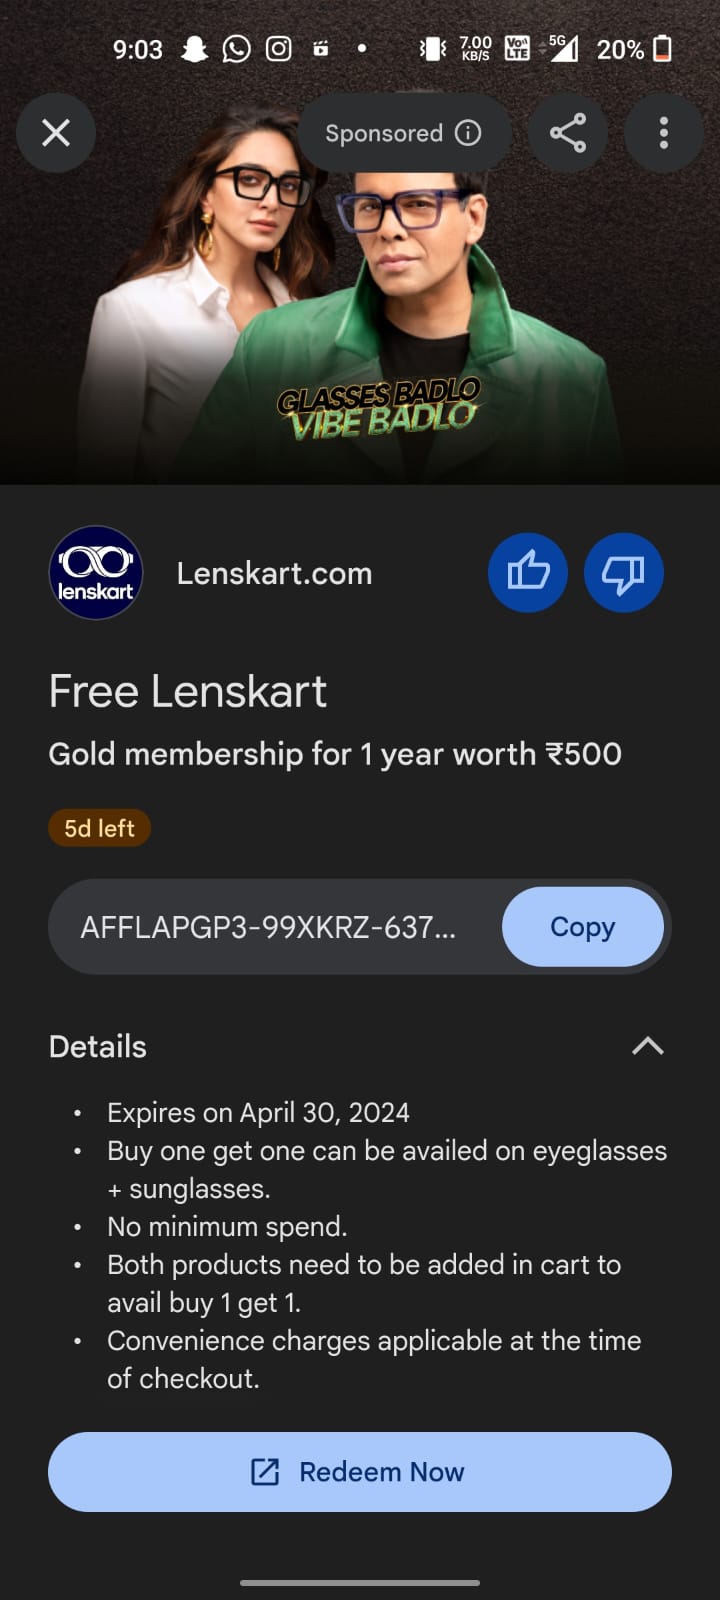 9:03
7.00
KB/S
Vo))
LTE
5G
20%
Sponsored
GLASSES BADLO
VIBE BADLO
lenskart
Lenskart.com
Free Lenskart
Gold membership for 1 year worth ₹500
5d left
AFFLAPGP3-99XKRZ-637...
Copy
Details
• Expires on April 30, 2024
• Buy one get one can be availed on eyeglasses
+ sunglasses.
• No minimum spend.
• Both products need to be added in cart to
avail buy 1 get 1.
• Convenience charges applicable at the time
of checkout.
Redeem Now